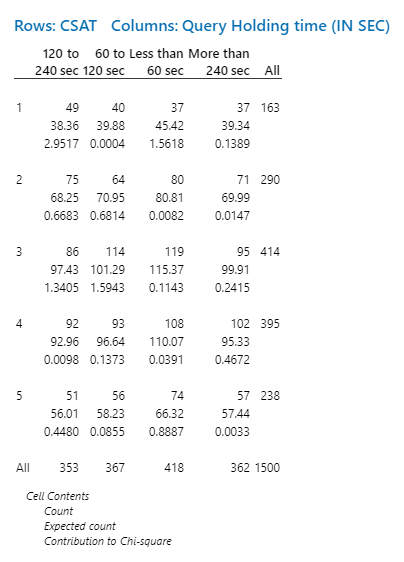 Rows: CSAT   Columns: Query Holding time (IN SEC)
120 to 60 to Less than More than
240 sec 120 sec 60 sec 240 sec All
1 49 40 37 37 163
38.36 39.88 45.42 39.34
2.9517 0.0004 1.5618 0.1389
2 75 64 80 71 290
68.25 70.95 80.81 69.99
0.6683 0.6814 0.0082 0.0147
3 86 114 119 95 414
97.43 101.29 115.37 99.91
1.3405 1.5943 0.1143 0.2415
4 92 93 108 102 395
92.96 96.64 110.07 95.33
0.0098 0.1373 0.0391 0.4672
5 51 56 74 57 238
56.01 58.23 66.32 57.44
0.4480 0.0855 0.8887 0.0033
All 353 367 418 362 1500
Cell Contents
Count
Expected count
Contribution to Chi-square